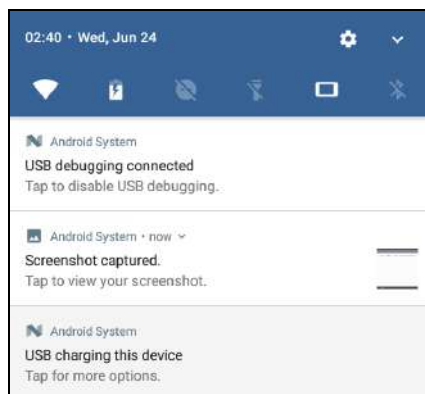 02:40 • Wed, Jun 24
Android System
USB debugging connected
Tap to disable USB debugging.
Android System • now
Screenshot captured.
Tap to view your screenshot.
Android System
USB charging this device
Tap for more options.